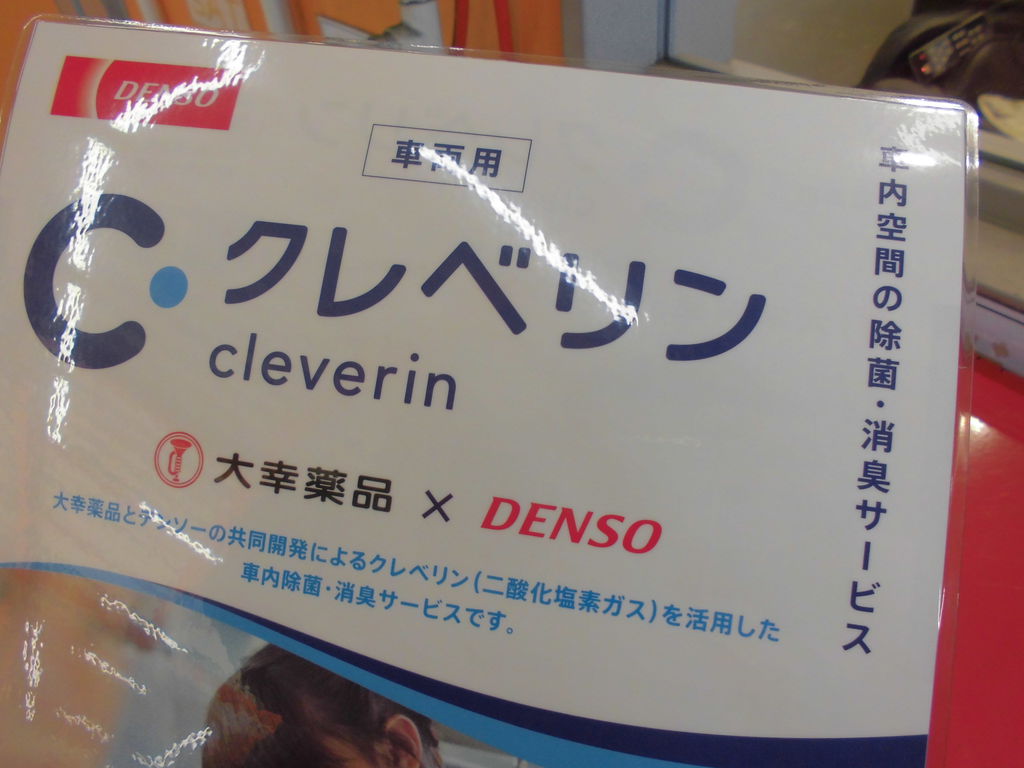 DENSO
車両用
クレベリン
cleverin
大幸薬品 × DENSO
大幸薬品とデンソーの共同開発によるクレベリン(二酸化塩素ガス)を活用した
車内除菌・消臭サービスです。
車内空間の除菌・消臭サービス